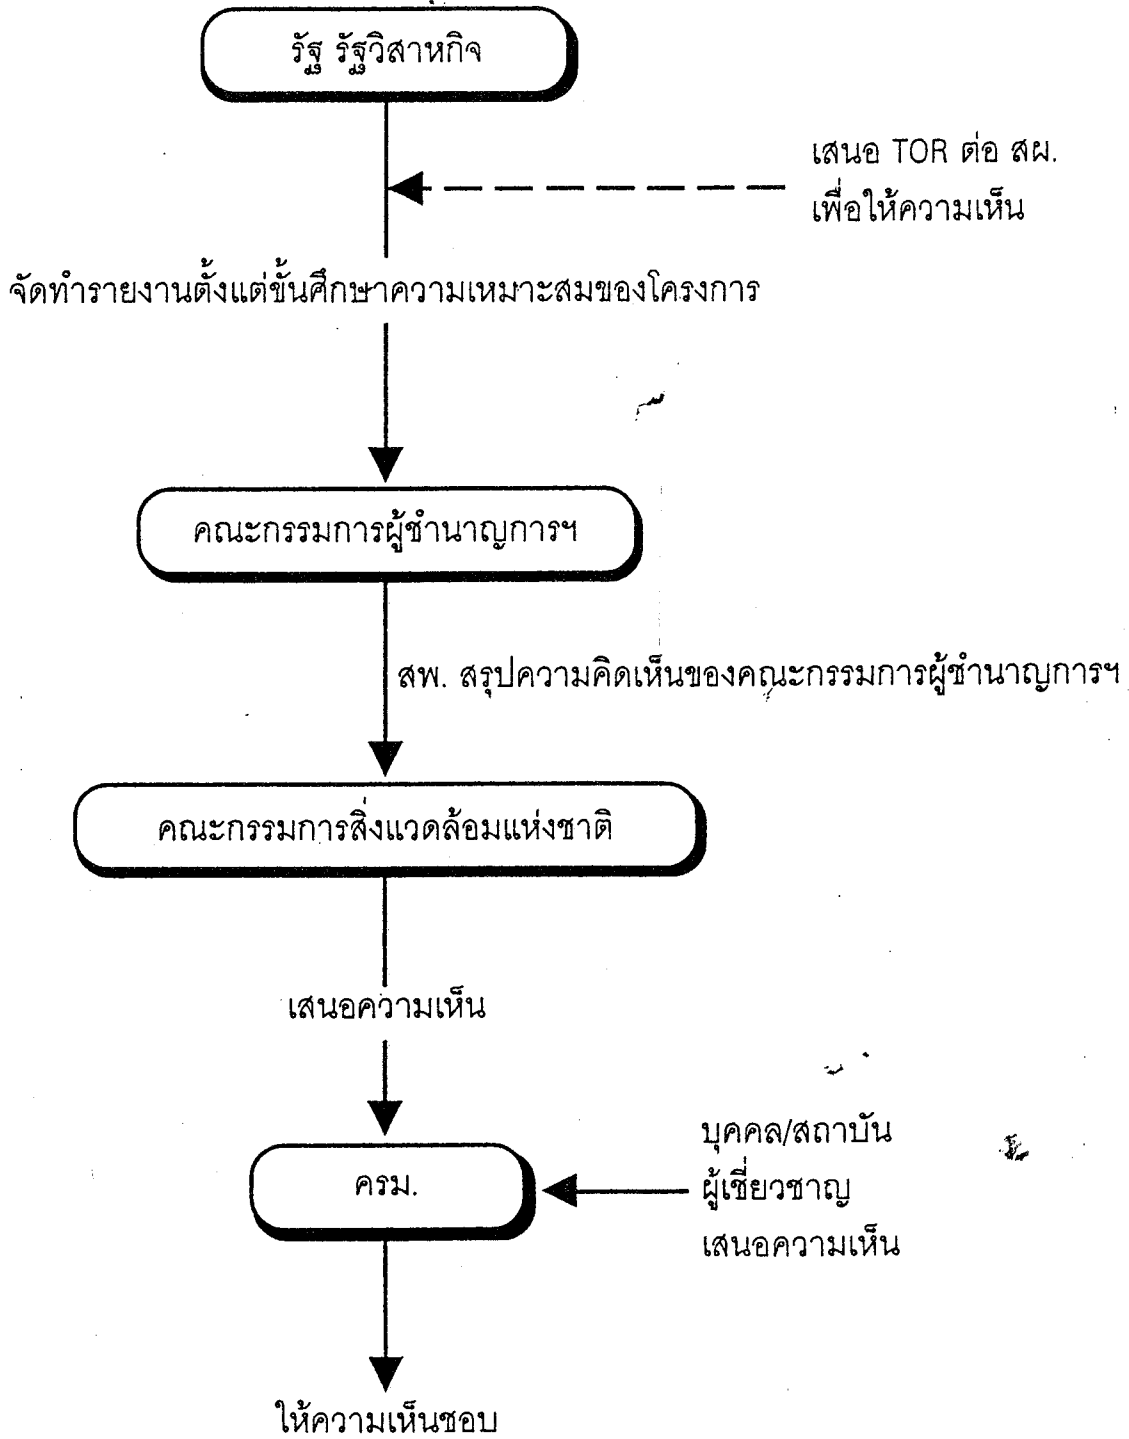 รัฐ รัฐวิสาหกิจ
เสนอ TOR ต่อ สผ.
เพื่อให้ความเห็น
จัดทำรายงานตั้งแต่ขั้นศึกษาความเหมาะสมของโครงการ
คณะกรรมการผู้ชำนาญการฯ
สพ. สรุปความคิดเห็นของคณะกรรมการผู้ชำนาญการฯ
คณะกรรมการสิ่งแวดล้อมแห่งชาติ
เสนอความเห็น
บุคคล/สถาบัน
ครม.
ผู้เชี่ยวชาญ
เสนอความเห็น
ให้ความเห็นชอบ